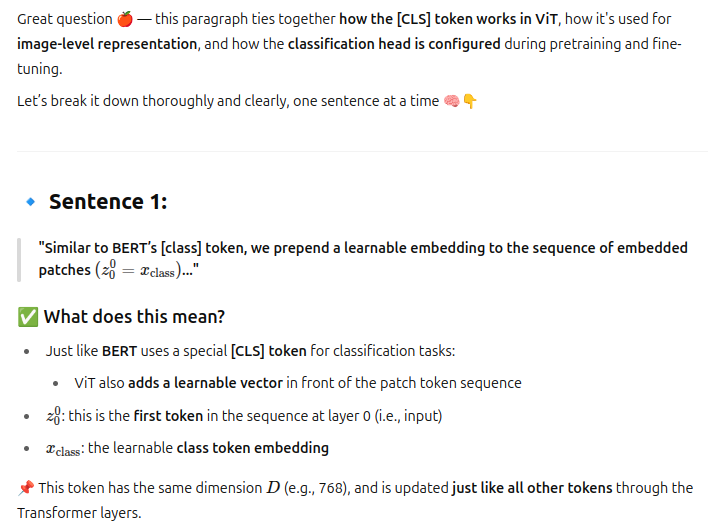 Great question 🍎 — this paragraph ties together how the [CLS] token works in ViT, how it's used for
image-level representation, and how the classification head is configured during pretraining and fine-
tuning.
Let's break it down thoroughly and clearly, one sentence at a time 🧠👇
🔹 Sentence 1:
"Similar to BERT's [class] token, we prepend a learnable embedding to the sequence of embedded
patches (z₀⁰ = x_class)..."
✅ What does this mean?
• Just like BERT uses a special [CLS] token for classification tasks:
• ViT also adds a learnable vector in front of the patch token sequence
• z₀⁰: this is the first token in the sequence at layer 0 (i.e., input)
• x_class: the learnable class token embedding
📌 This token has the same dimension D (e.g., 768), and is updated just like all other tokens through the
Transformer layers.